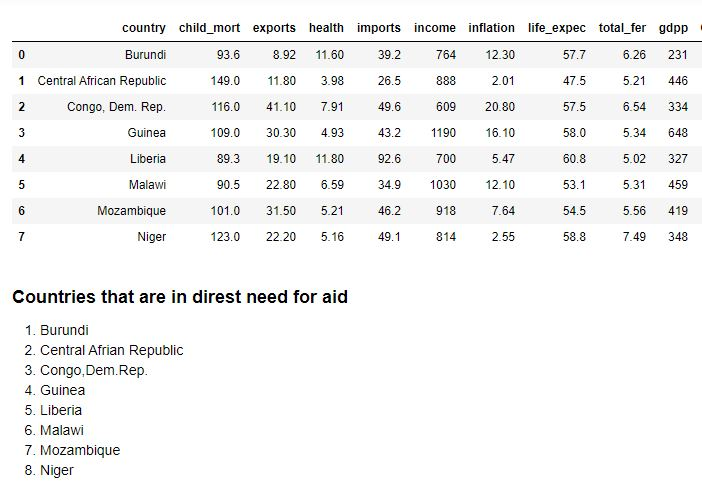 country child_mort exports health imports income inflation life_expec total_fer gdpp
0 Burundi 93.6 8.92 11.60 39.2 764 12.30 57.7 6.26 231
1 Central African Republic 149.0 11.80 3.98 26.5 888 2.01 47.5 5.21 446
2 Congo, Dem. Rep. 116.0 41.10 7.91 49.6 609 20.80 57.5 6.54 334
3 Guinea 109.0 30.30 4.93 43.2 1190 16.10 58.0 5.34 648
4 Liberia 89.3 19.10 11.80 92.6 700 5.47 60.8 5.02 327
5 Malawi 90.5 22.80 6.59 34.9 1030 12.10 53.1 5.31 459
6 Mozambique 101.0 31.50 5.21 46.2 918 7.64 54.5 5.56 419
7 Niger 123.0 22.20 5.16 49.1 814 2.55 58.8 7.49 348
Countries that are in direst need for aid
1. Burundi
2. Central Afrian Republic
3. Congo,Dem.Rep.
4. Guinea
5. Liberia
6. Malawi
7. Mozambique
8. Niger